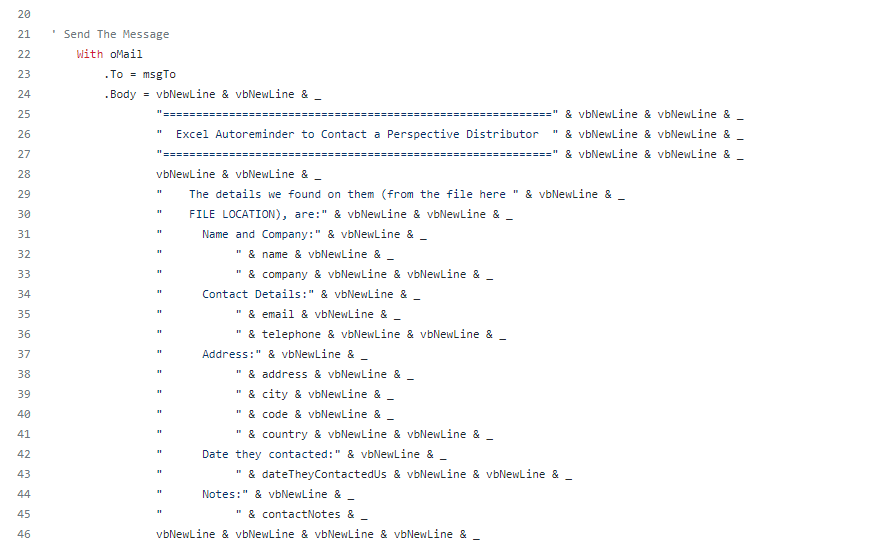 20
21 ' Send The Message
22 With oMail
23 .To = msgTo
24 .Body = vbNewLine & vbNewLine & _
25 "===========================================================" & vbNewLine & vbNewLine & _
26 "  Excel Autoreminder to Contact a Perspective Distributor  " & vbNewLine & vbNewLine & _
27 "===========================================================" & vbNewLine & vbNewLine & _
28 vbNewLine & vbNewLine & _
29 "    The details we found on them (from the file here " & vbNewLine & _
30 "    FILE LOCATION), are:" & vbNewLine & vbNewLine & _
31 "      Name and Company:" & vbNewLine & _
32 "           " & name & vbNewLine & _
33 "           " & company & vbNewLine & vbNewLine & _
34 "      Contact Details:" & vbNewLine & _
35 "           " & email & vbNewLine & _
36 "           " & telephone & vbNewLine & vbNewLine & _
37 "      Address:" & vbNewLine & _
38 "           " & address & vbNewLine & _
39 "           " & city & vbNewLine & _
40 "           " & code & vbNewLine & _
41 "           " & country & vbNewLine & vbNewLine & _
42 "      Date they contacted:" & vbNewLine & _
43 "           " & dateTheyContactedUs & vbNewLine & vbNewLine & _
44 "      Notes:" & vbNewLine & _
45 "           " & contactNotes & _
46 vbNewLine & vbNewLine & vbNewLine & vbNewLine & _